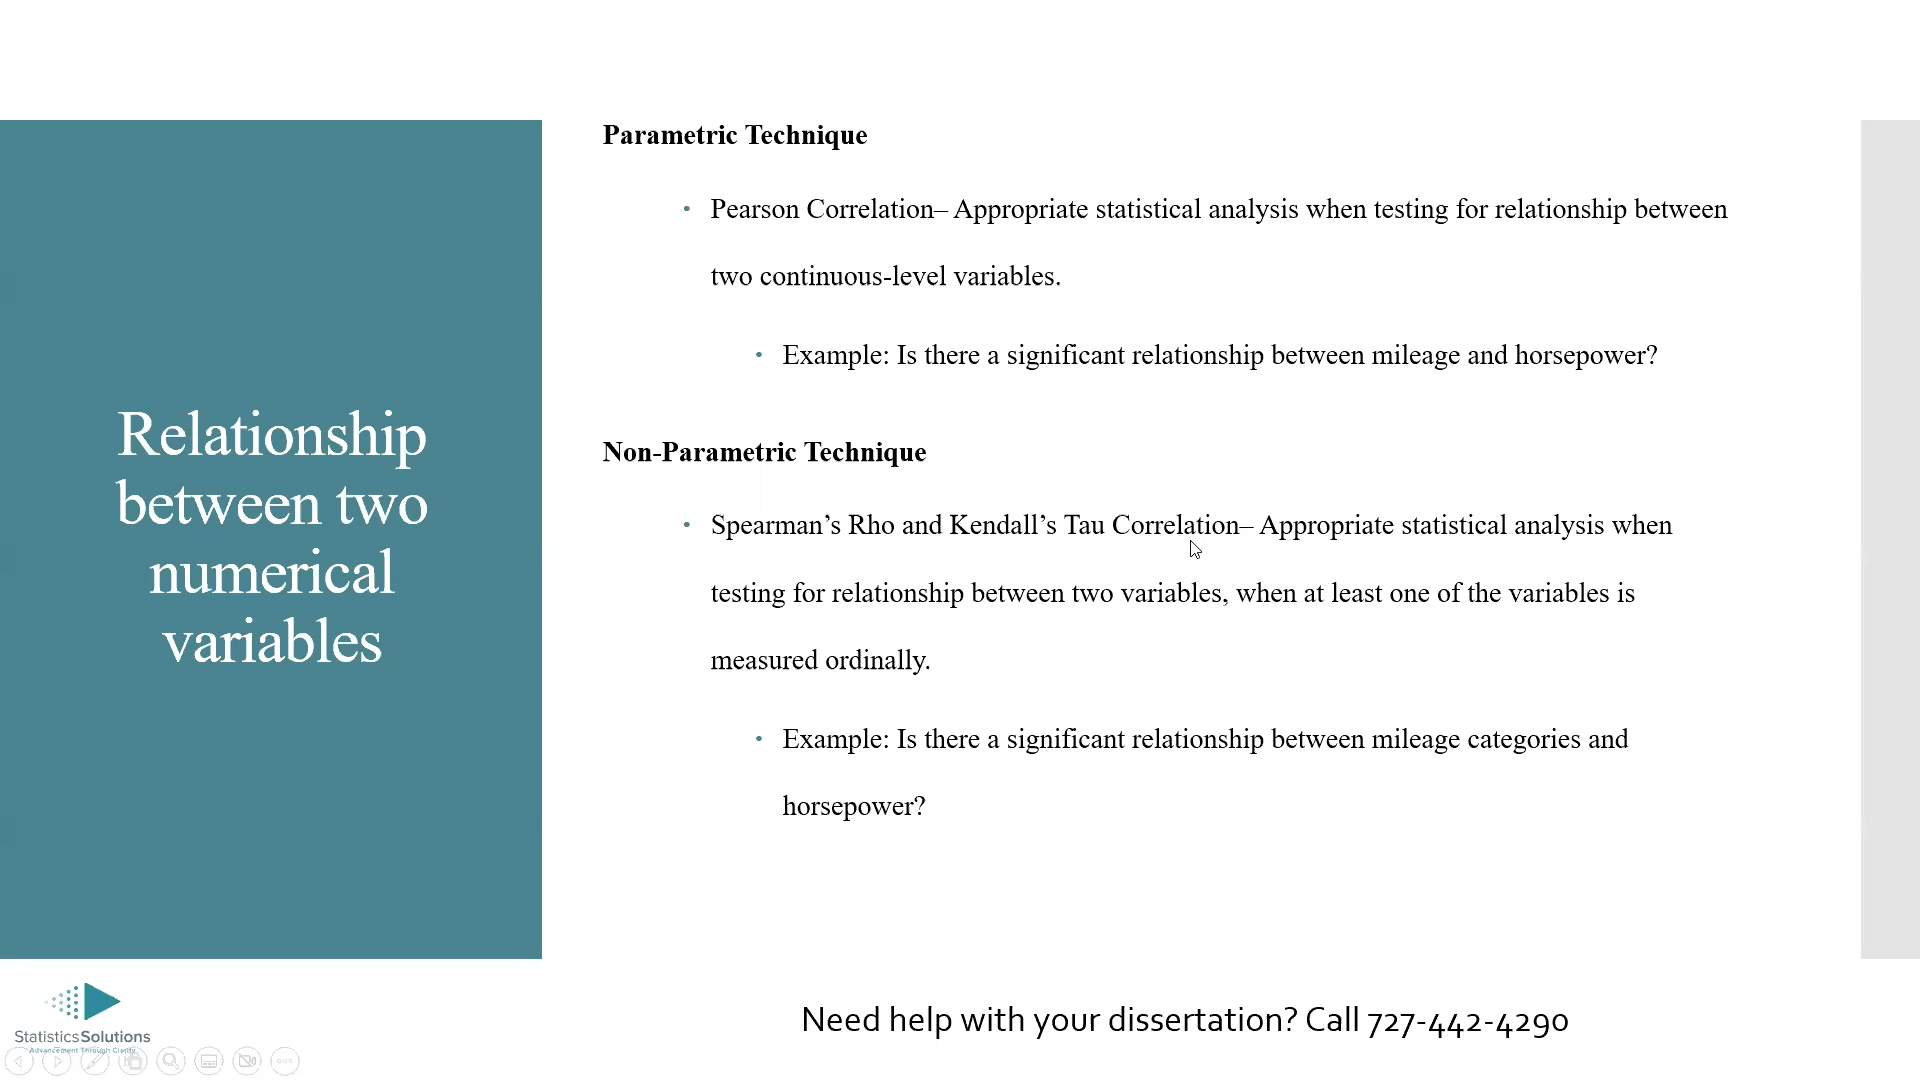 Relationship
between two
numerical
variables
Parametric Technique
• Pearson Correlation– Appropriate statistical analysis when testing for relationship between
two continuous-level variables.
• Example: Is there a significant relationship between mileage and horsepower?
Non-Parametric Technique
• Spearman’s Rho and Kendall’s Tau Correlation– Appropriate statistical analysis when
testing for relationship between two variables, when at least one of the variables is
measured ordinally.
• Example: Is there a significant relationship between mileage categories and
horsepower?
StatisticsSolutions
Advancement Through Clarity
Need help with your dissertation? Call 727-442-4290